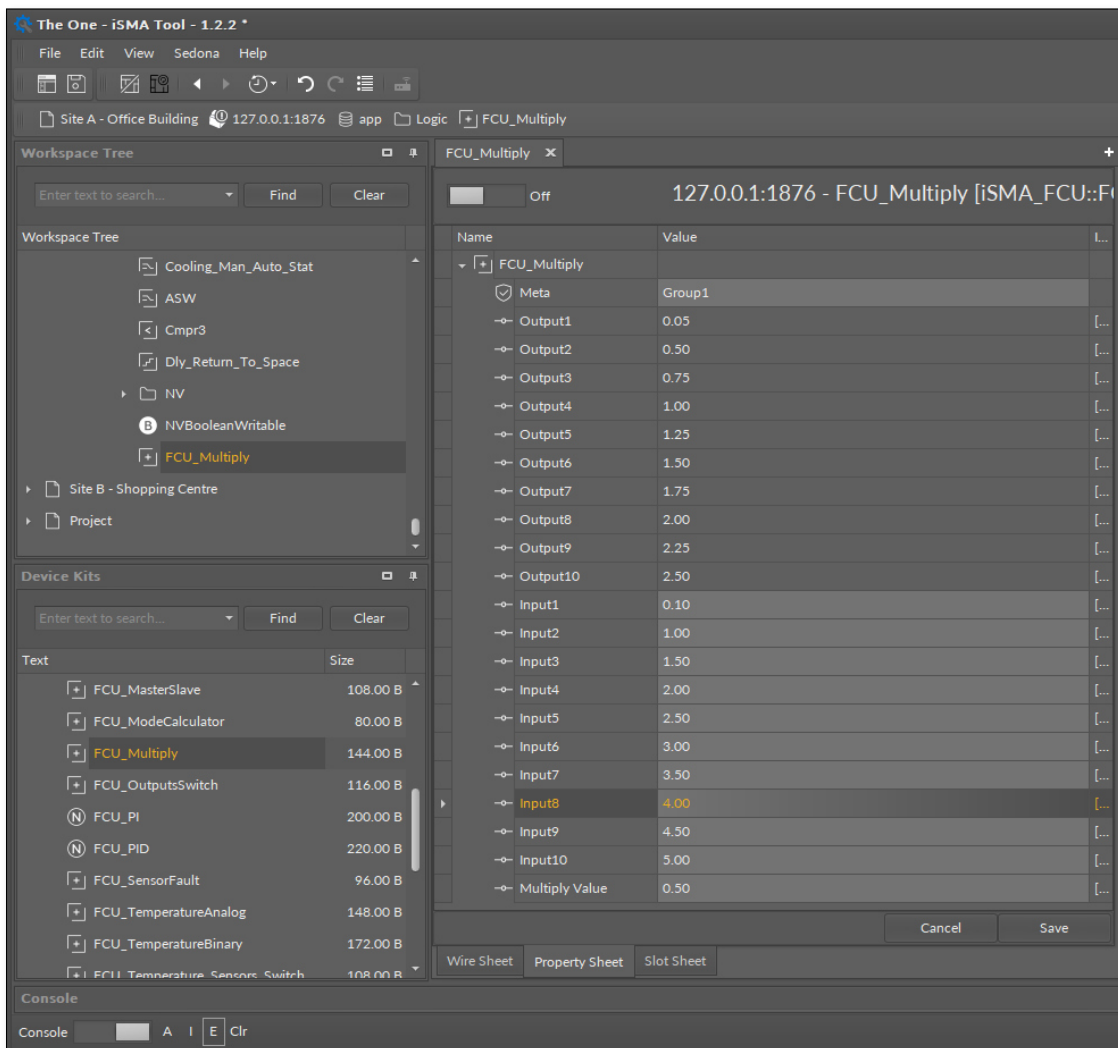 The One - iSMA Tool - 1.2.2 *
File Edit View Sedona Help
Site A - Office Building 127.0.0.1:1876 app Logic FCU_Multiply
Workspace Tree
Enter text to search... Find Clear
Workspace Tree
Cooling_Man_Auto_Stat
ASW
Cmpr3
Dly_Return_To_Space
NV
NVBooleanWritable
FCU_Multiply
Site B - Shopping Centre
Project
Device Kits
Enter text to search... Find Clear
Text Size
FCU_MasterSlave 108.00 B
FCU_ModeCalculator 80.00 B
FCU_Multiply 144.00 B
FCU_OutputsSwitch 116.00 B
FCU_PI 200.00 B
FCU_PID 220.00 B
FCU_SensorFault 96.00 B
FCU_TemperatureAnalog 148.00 B
FCU_TemperatureBinary 172.00 B
FCU_Temperature_Sensors_Switch 108.00 B
FCU_Multiply
Off 127.0.0.1:1876 - FCU_Multiply [iSMA_FCU::F
Name Value I...
FCU_Multiply
Meta Group1
Output1 0.05 [...
Output2 0.50 [...
Output3 0.75 [...
Output4 1.00 [...
Output5 1.25 [...
Output6 1.50 [...
Output7 1.75 [...
Output8 2.00 [...
Output9 2.25 [...
Output10 2.50 [...
Input1 0.10 [...
Input2 1.00 [...
Input3 1.50 [...
Input4 2.00 [...
Input5 2.50 [...
Input6 3.00 [...
Input7 3.50 [...
Input8 4.00 [...
Input9 4.50 [...
Input10 5.00 [...
Multiply Value 0.50 [...
Cancel Save
Wire Sheet Property Sheet Slot Sheet
Console
Console A I E Clr